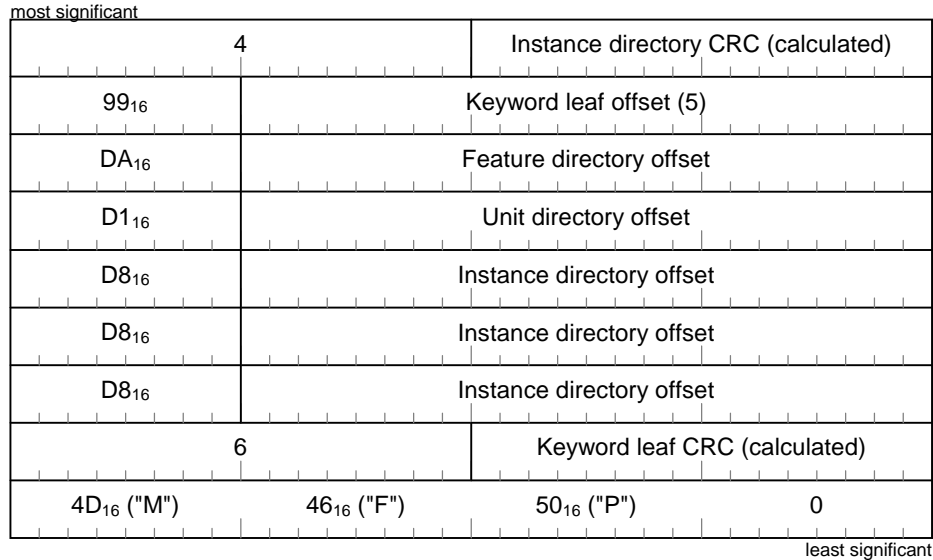 most significant
4 Instance directory CRC (calculated)
99₁₆ Keyword leaf offset (5)
DA₁₆ Feature directory offset
D1₁₆ Unit directory offset
D8₁₆ Instance directory offset
D8₁₆ Instance directory offset
D8₁₆ Instance directory offset
6 Keyword leaf CRC (calculated)
4D₁₆ ("M") 46₁₆ ("F") 50₁₆ ("P") 0
least significant